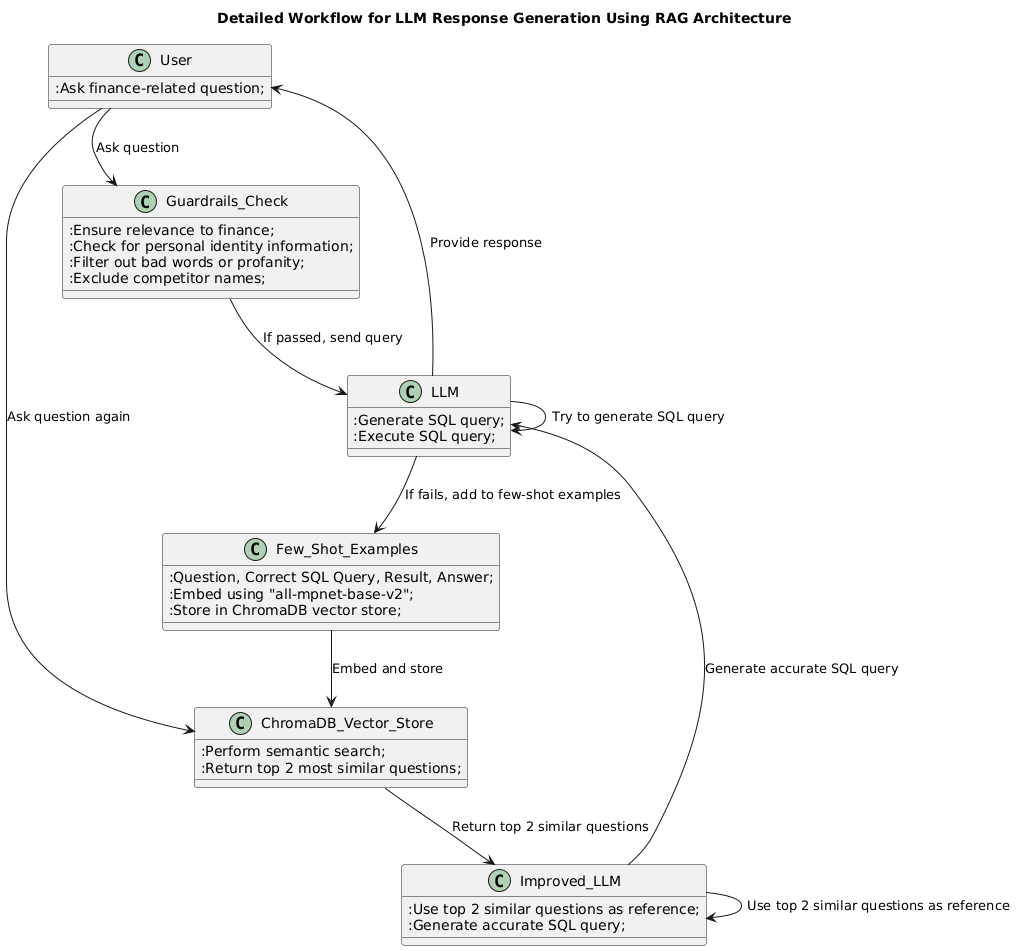 Detailed Workflow for LLM Response Generation Using RAG Architecture
C User
:Ask finance-related question;
Ask question
C Guardrails_Check
:Ensure relevance to finance;
:Check for personal identity information;
:Filter out bad words or profanity;
:Exclude competitor names;
Provide response
If passed, send query
C LLM
:Generate SQL query;
:Execute SQL query;
Try to generate SQL query
Ask question again
If fails, add to few-shot examples
C Few_Shot_Examples
:Question, Correct SQL Query, Result, Answer;
:Embed using "all-mpnet-base-v2";
:Store in ChromaDB vector store;
Embed and store
Generate accurate SQL query
C ChromaDB_Vector_Store
:Perform semantic search;
:Return top 2 most similar questions;
Return top 2 similar questions
C Improved_LLM
:Use top 2 similar questions as reference;
:Generate accurate SQL query;
Use top 2 similar questions as reference